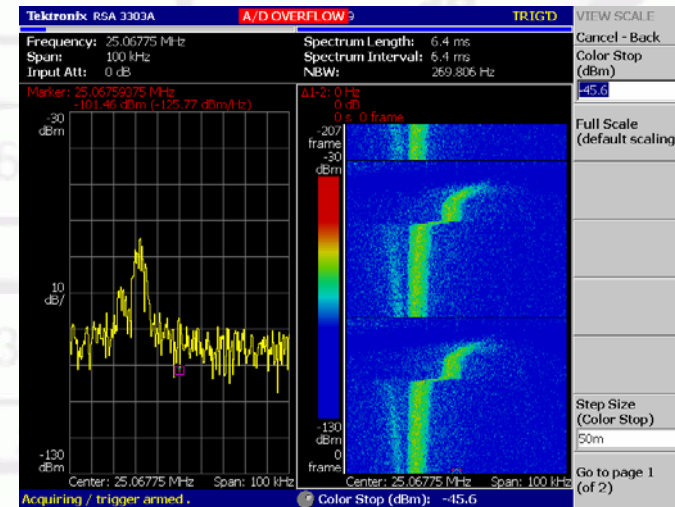 Tektronix RSA 3303A
A/D OVERFLOW
TRIG'D
VIEW SCALE
Frequency: 25.06775 MHz
Span: 100 kHz
Input Att: 0 dB
Spectrum Length: 6.4 ms
Spectrum Interval: 6.4 ms
NBW: 269.806 Hz
Cancel - Back
Color Stop
(dBm)
-45.6
Full Scale
(default scaling
Marker: 25.06759375 MHz
-101.46 dBm (-125.77 dBm/Hz)
-30
dBm
10
dB/
-130
dBm
Center: 25.06775 MHz Span: 100 kHz
Δ1-2: 0 Hz
0 dB
0 s 0 frame
-207
frame
-30
dBm
-130
dBm
0
frame
Center: 25.06775 MHz Span: 100 kHz
Step Size
(Color Stop)
50m
Go to page 1
(of 2)
Acquiring / trigger armed .
Color Stop (dBm): -45.6